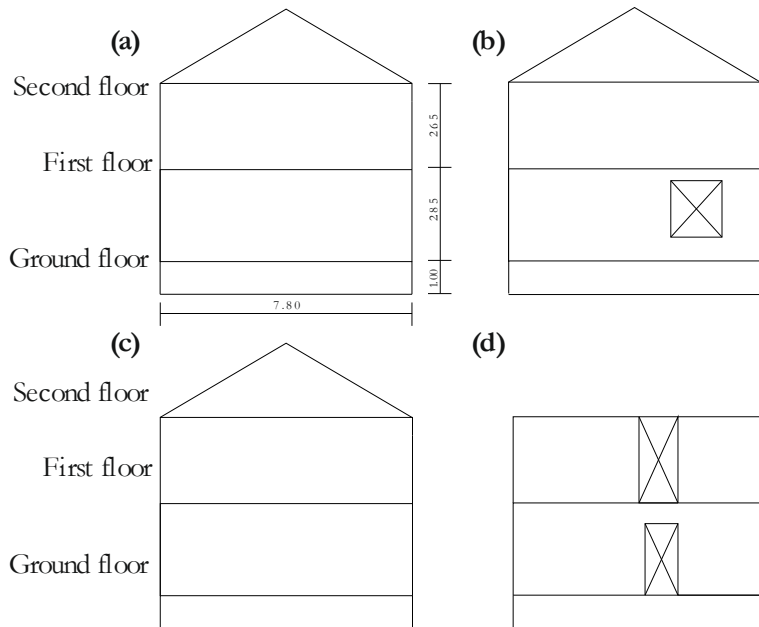 (a)
(b)
Second floor
First floor
Ground floor
265
285
1.00
7.80
(c)
(d)
Second floor
First floor
Ground floor